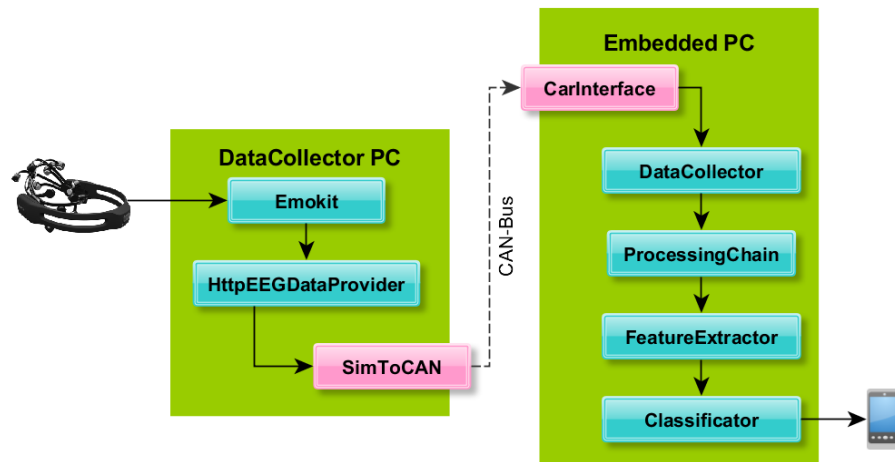 DataCollector PC
Emokit
HttpEEGDataProvider
SimToCAN
CAN-Bus
Embedded PC
CarInterface
DataCollector
ProcessingChain
FeatureExtractor
Classificator